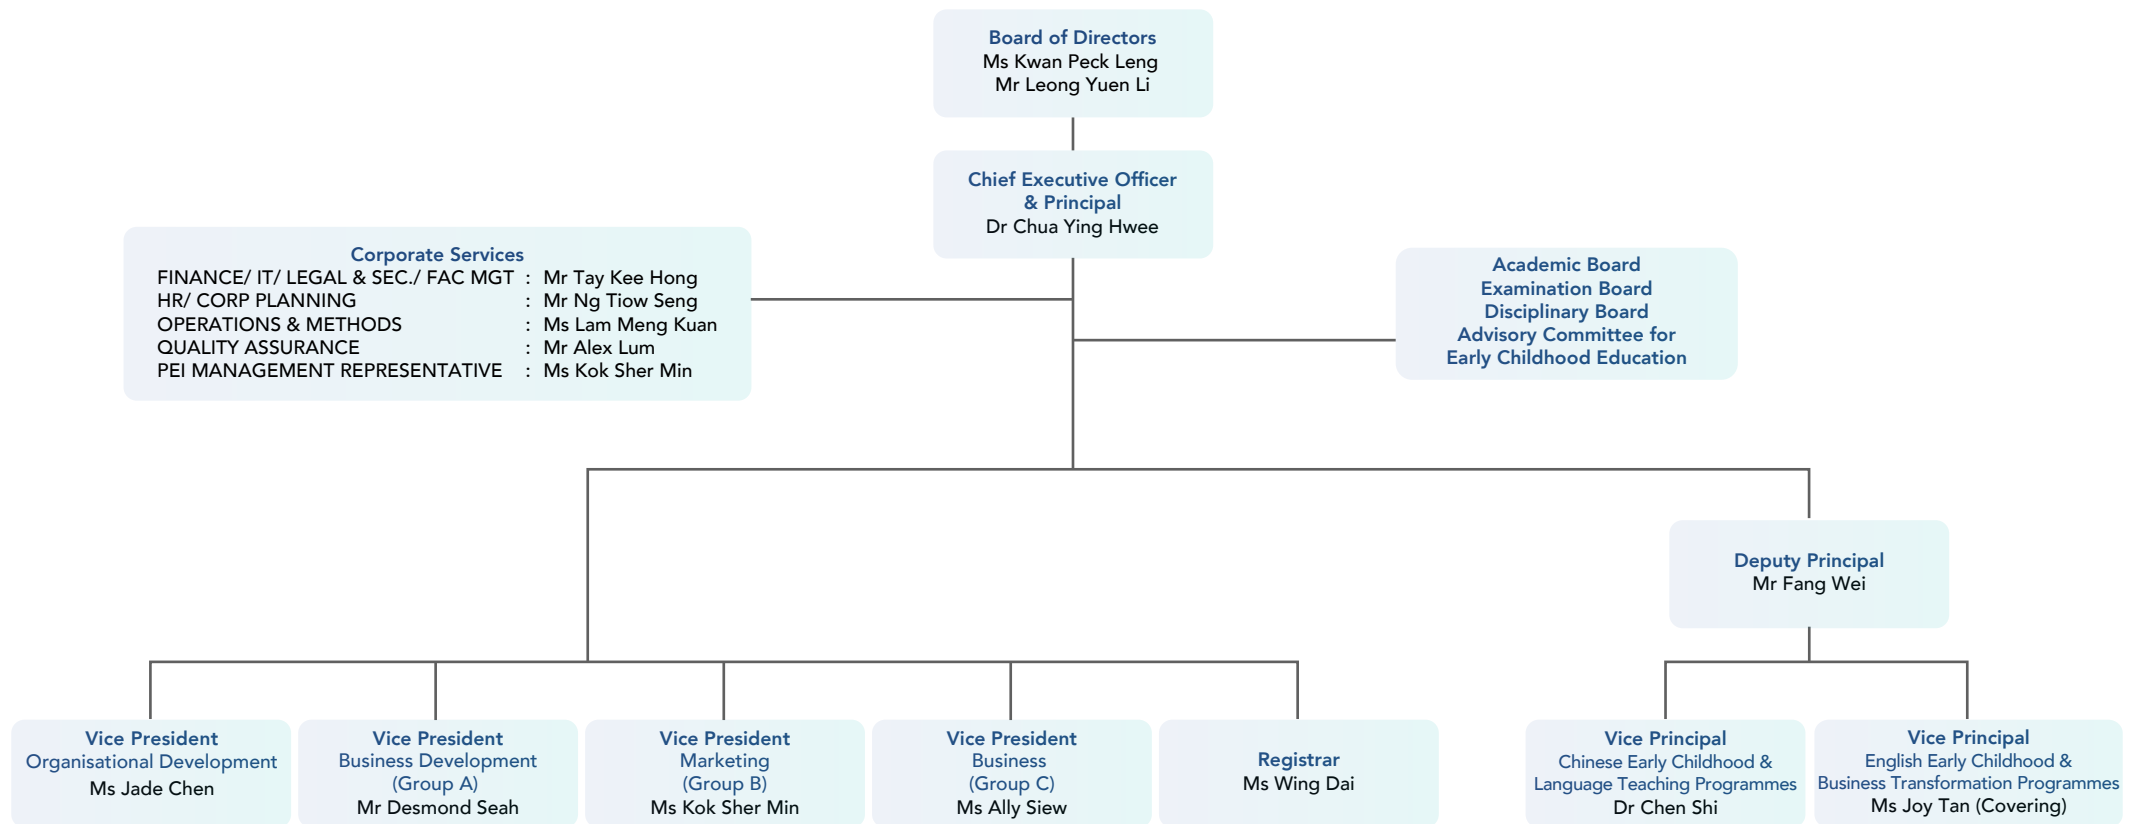 Board of Directors
Ms Kwan Peck Leng
Mr Leong Yuen Li
Chief Executive Officer
& Principal
Dr Chua Ying Hwee
Corporate Services
FINANCE/ IT/ LEGAL & SEC./ FAC MGT : Mr Tay Kee Hong
HR/ CORP PLANNING : Mr Ng Tiow Seng
OPERATIONS & METHODS : Ms Lam Meng Kuan
QUALITY ASSURANCE : Mr Alex Lum
PEI MANAGEMENT REPRESENTATIVE : Ms Kok Sher Min
Academic Board
Examination Board
Disciplinary Board
Advisory Committee for
Early Childhood Education
Deputy Principal
Mr Fang Wei
Vice President
Organisational Development
Ms Jade Chen
Vice President
Business Development
(Group A)
Mr Desmond Seah
Vice President
Marketing
(Group B)
Ms Kok Sher Min
Vice President
Business
(Group C)
Ms Ally Siew
Registrar
Ms Wing Dai
Vice Principal
Chinese Early Childhood &
Language Teaching Programmes
Dr Chen Shi
Vice Principal
English Early Childhood &
Business Transformation Programmes
Ms Joy Tan (Covering)